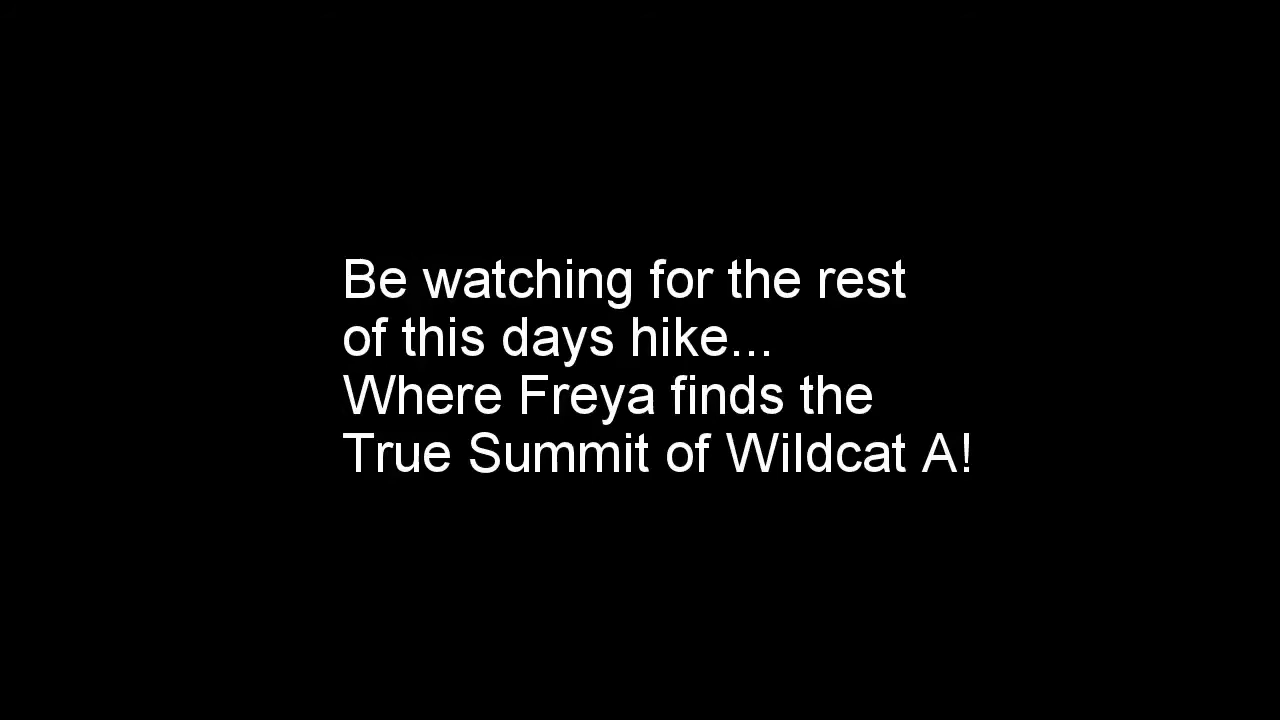 Be watching for the rest
of this days hike...
Where Freya finds the
True Summit of Wildcat A!